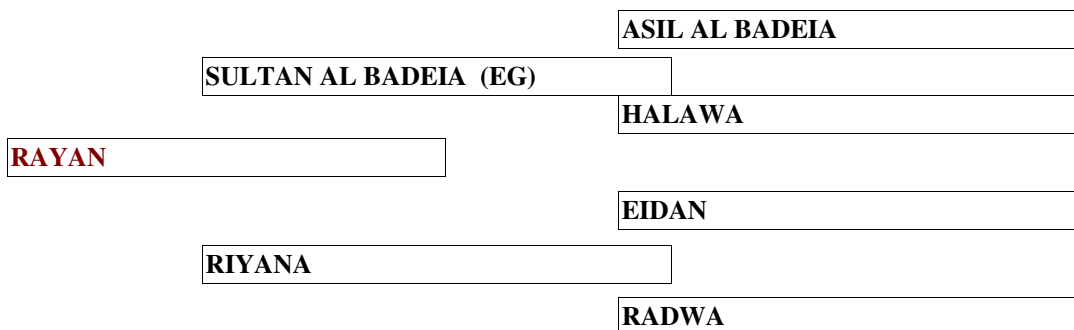 ASIL AL BADEIA
SULTAN AL BADEIA (EG)
HALAWA
RAYAN
EIDAN
RIYANA
RADWA